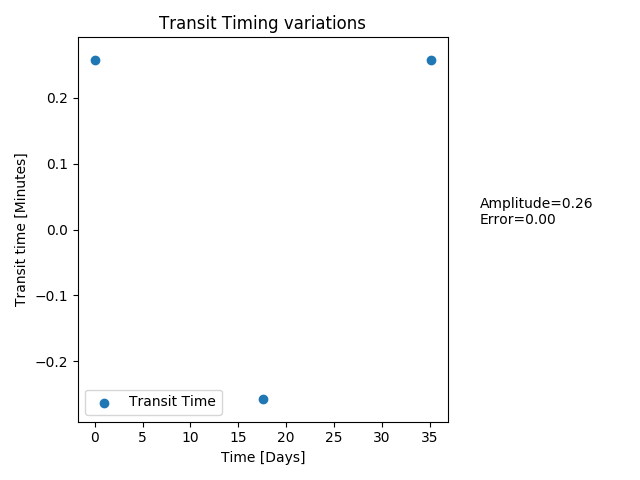 Transit Timing variations
0.2
0.1
0.0
−0.1
−0.2
Transit time [Minutes]
Amplitude=0.26
Error=0.00
Transit Time
0 5 10 15 20 25 30 35
Time [Days]